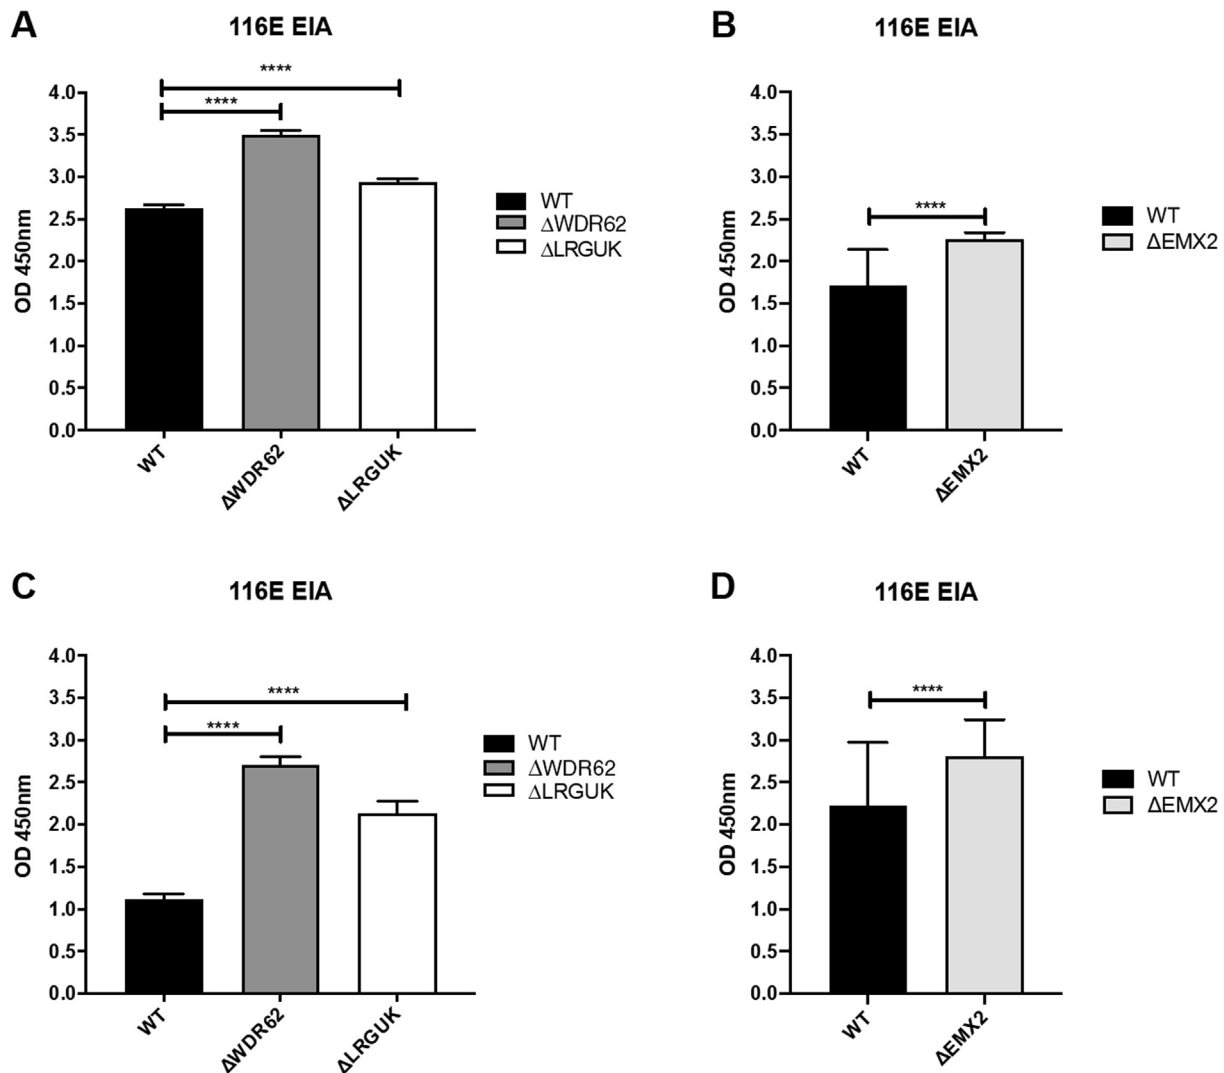 A
116E EIA
****
****
OD 450nm
4.0
3.5
3.0
2.5
2.0
1.5
1.0
0.5
0.0
WT
ΔWDR62
ΔLRGUK
WT
ΔWDR62
ΔLRGUK
B
116E EIA
****
OD 450nm
4.0
3.5
3.0
2.5
2.0
1.5
1.0
0.5
0.0
WT
ΔEMX2
WT
ΔEMX2
C
116E EIA
****
****
OD 450nm
4.0
3.5
3.0
2.5
2.0
1.5
1.0
0.5
0.0
WT
ΔWDR62
ΔLRGUK
WT
ΔWDR62
ΔLRGUK
D
116E EIA
****
OD 450nm
4.0
3.5
3.0
2.5
2.0
1.5
1.0
0.5
0.0
WT
ΔEMX2
WT
ΔEMX2